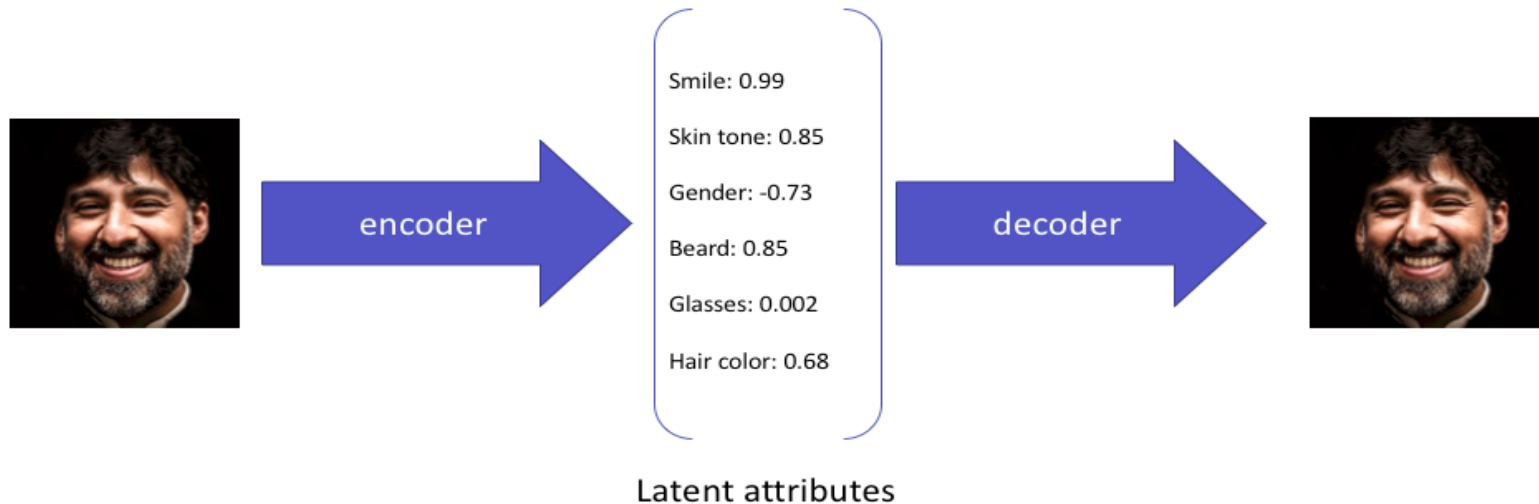 encoder
Smile: 0.99
Skin tone: 0.85
Gender: -0.73
Beard: 0.85
Glasses: 0.002
Hair color: 0.68
decoder
Latent attributes